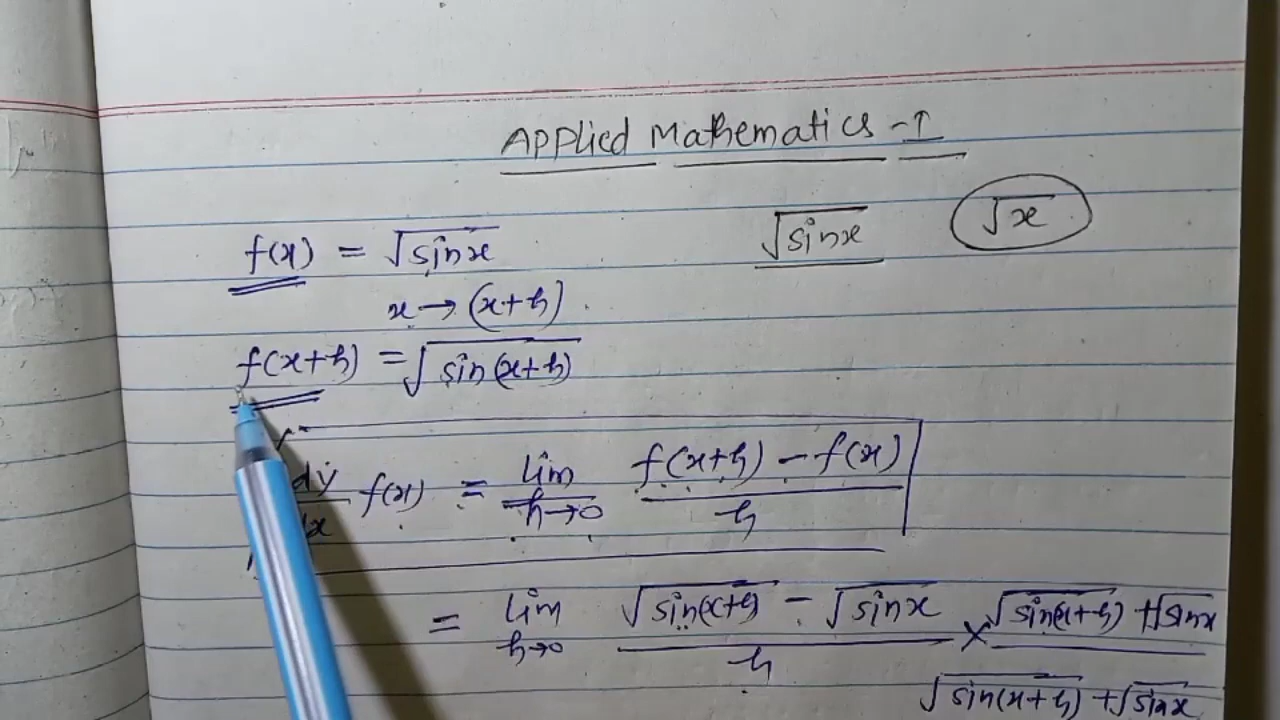 Applied Mathematics-I
f(x) = √sinx √sinx √x
x → (x+h)
f(x+h) = √sin(x+h)
dy/dx f(x) = lim h→0 f(x+h) - f(x) / h
= lim h→0 √sin(x+h) - √sinx / h × √sin(x+h) + √sinx / √sin(x+h) + √sinx